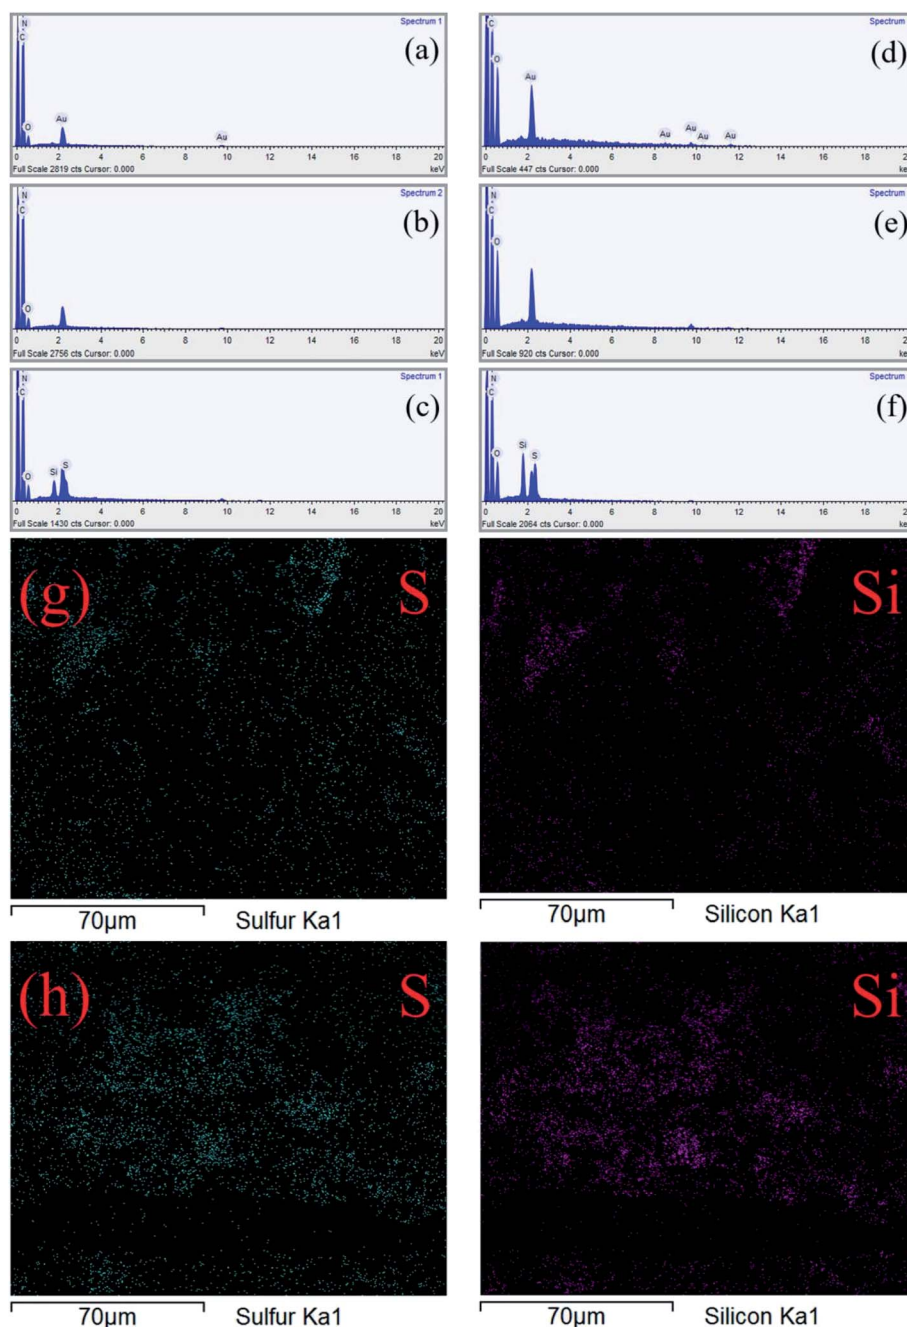 Spectrum 1
(a)
N
C
O
Au
Au
0 2 4 6 8 10 12 14 16 18 20
Full Scale 2819 cts Cursor: 0.000 keV
Spectrum
(d)
C
O
Au
Au
Au
Au
Au
0 2 4 6 8 10 12 14 16 18 20
Full Scale 447 cts Cursor: 0.000 ke
Spectrum 2
(b)
N
C
O
0 2 4 6 8 10 12 14 16 18 20
Full Scale 2756 cts Cursor: 0.000 keV
Spectrum
(e)
N
C
O
0 2 4 6 8 10 12 14 16 18 20
Full Scale 920 cts Cursor: 0.000 ke
Spectrum 1
(c)
N
C
O
Si
S
0 2 4 6 8 10 12 14 16 18 20
Full Scale 1430 cts Cursor: 0.000 keV
Spectrum
(f)
N
C
O
Si
S
0 2 4 6 8 10 12 14 16 18 20
Full Scale 2064 cts Cursor: 0.000 ke
(g) S
70µm Sulfur Ka1
Si
70µm Silicon Ka1
(h) S
70µm Sulfur Ka1
Si
70µm Silicon Ka1